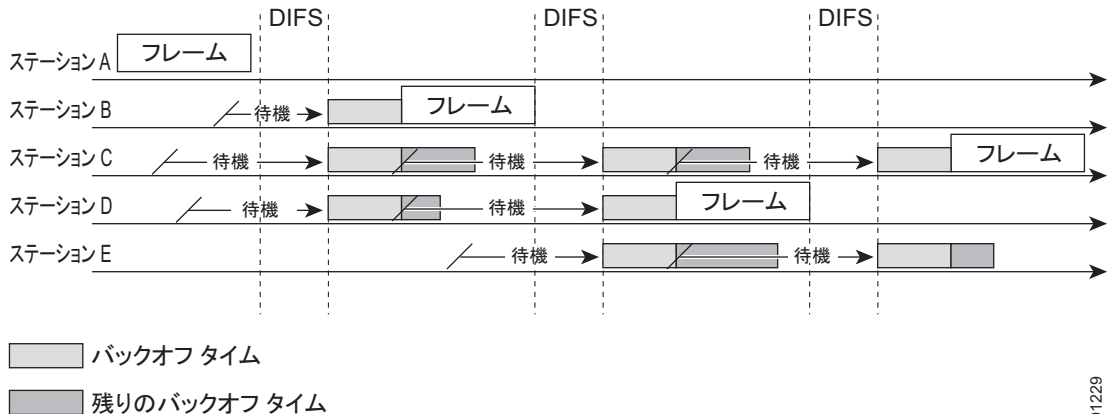 DIFS DIFS DIFS
ステーション A フレーム
ステーション B 待機 フレーム
ステーション C 待機 待機 待機 フレーム
ステーション D 待機 待機 フレーム
ステーション E 待機 待機
バックオフ タイム
残りのバックオフ タイム